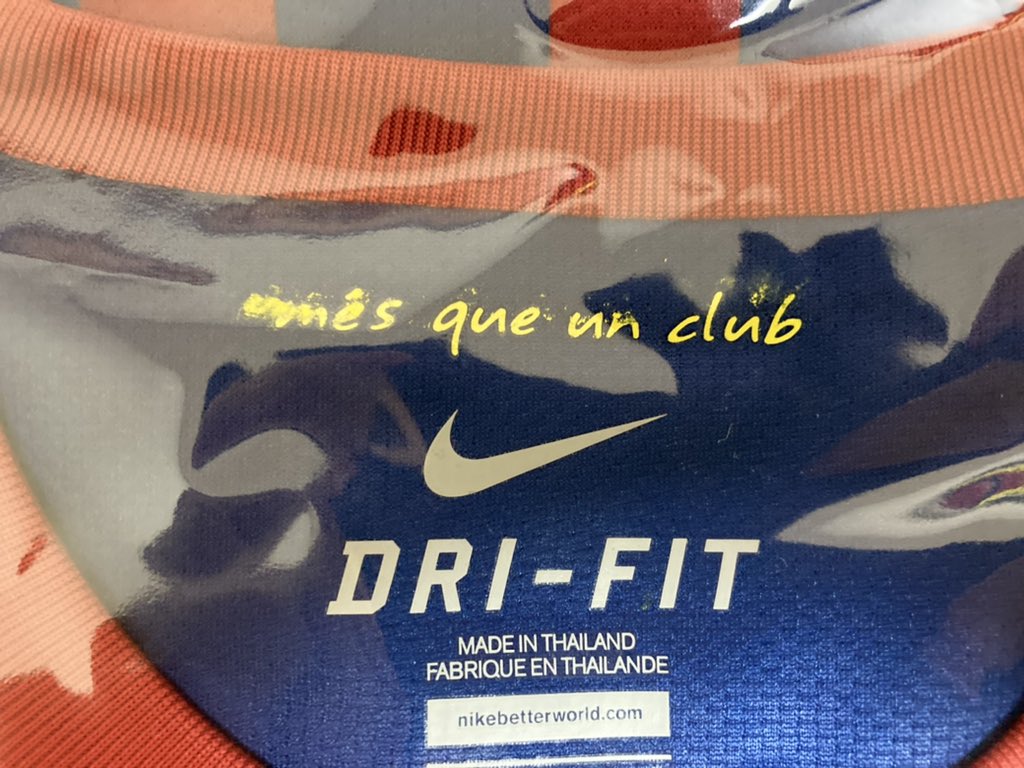 més que un club
DRI-FIT
MADE IN THAILAND
FABRIQUE EN THAILANDE
nikebetterworld.com